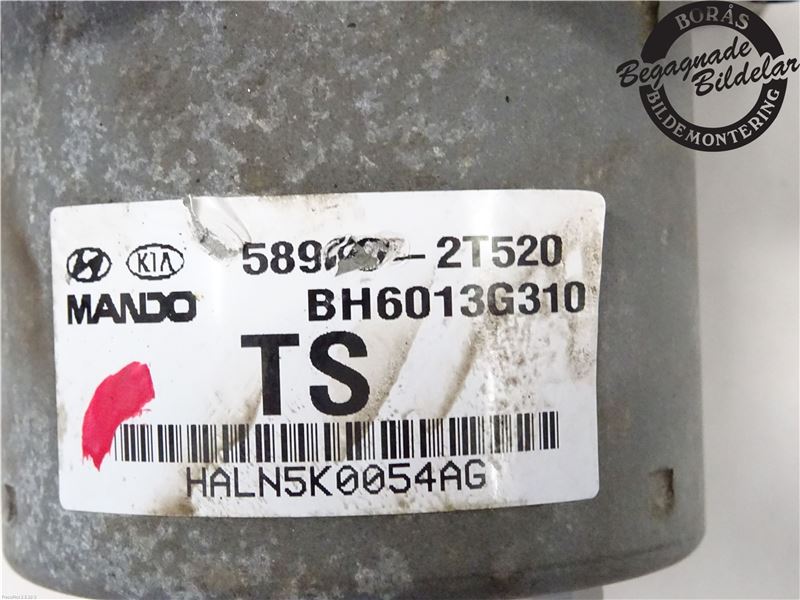 BORÅS
Begagnade
Bildelar
BILDEMONTERING
KIA
2T520
MANDO BH6013G310
TS
HALN5K0054AG